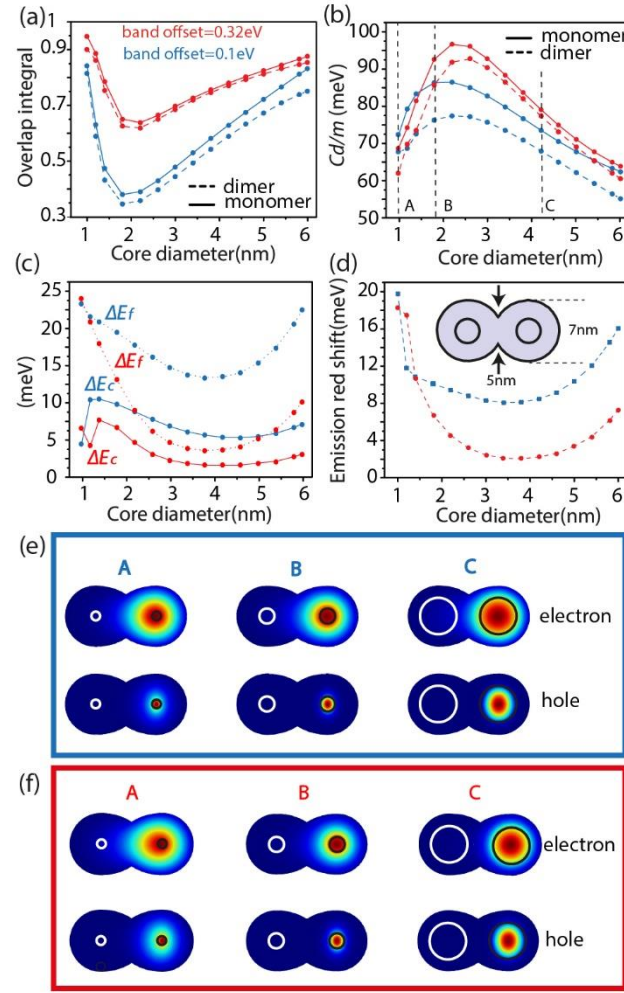 (a)
band offset=0.32eV
band offset=0.1eV
Overlap integral
0.9
0.7
0.5
0.3
dimer
monomer
1 2 3 4 5 6
Core diameter(nm)
(b)
monomer
dimer
Cd/m (meV)
100
90
80
70
60
50
A B C
1 2 3 4 5 6
Core diameter(nm)
(c)
25
20
15
10
5
0
(meV)
ΔEf
ΔEf
ΔEc
ΔEc
1 2 3 4 5 6
Core diameter(nm)
(d)
Emission red shift(meV)
20
16
12
8
4
0
7nm
5nm
1 2 3 4 5 6
Core diameter(nm)
(e)
A B C
electron
hole
(f)
A B C
electron
hole